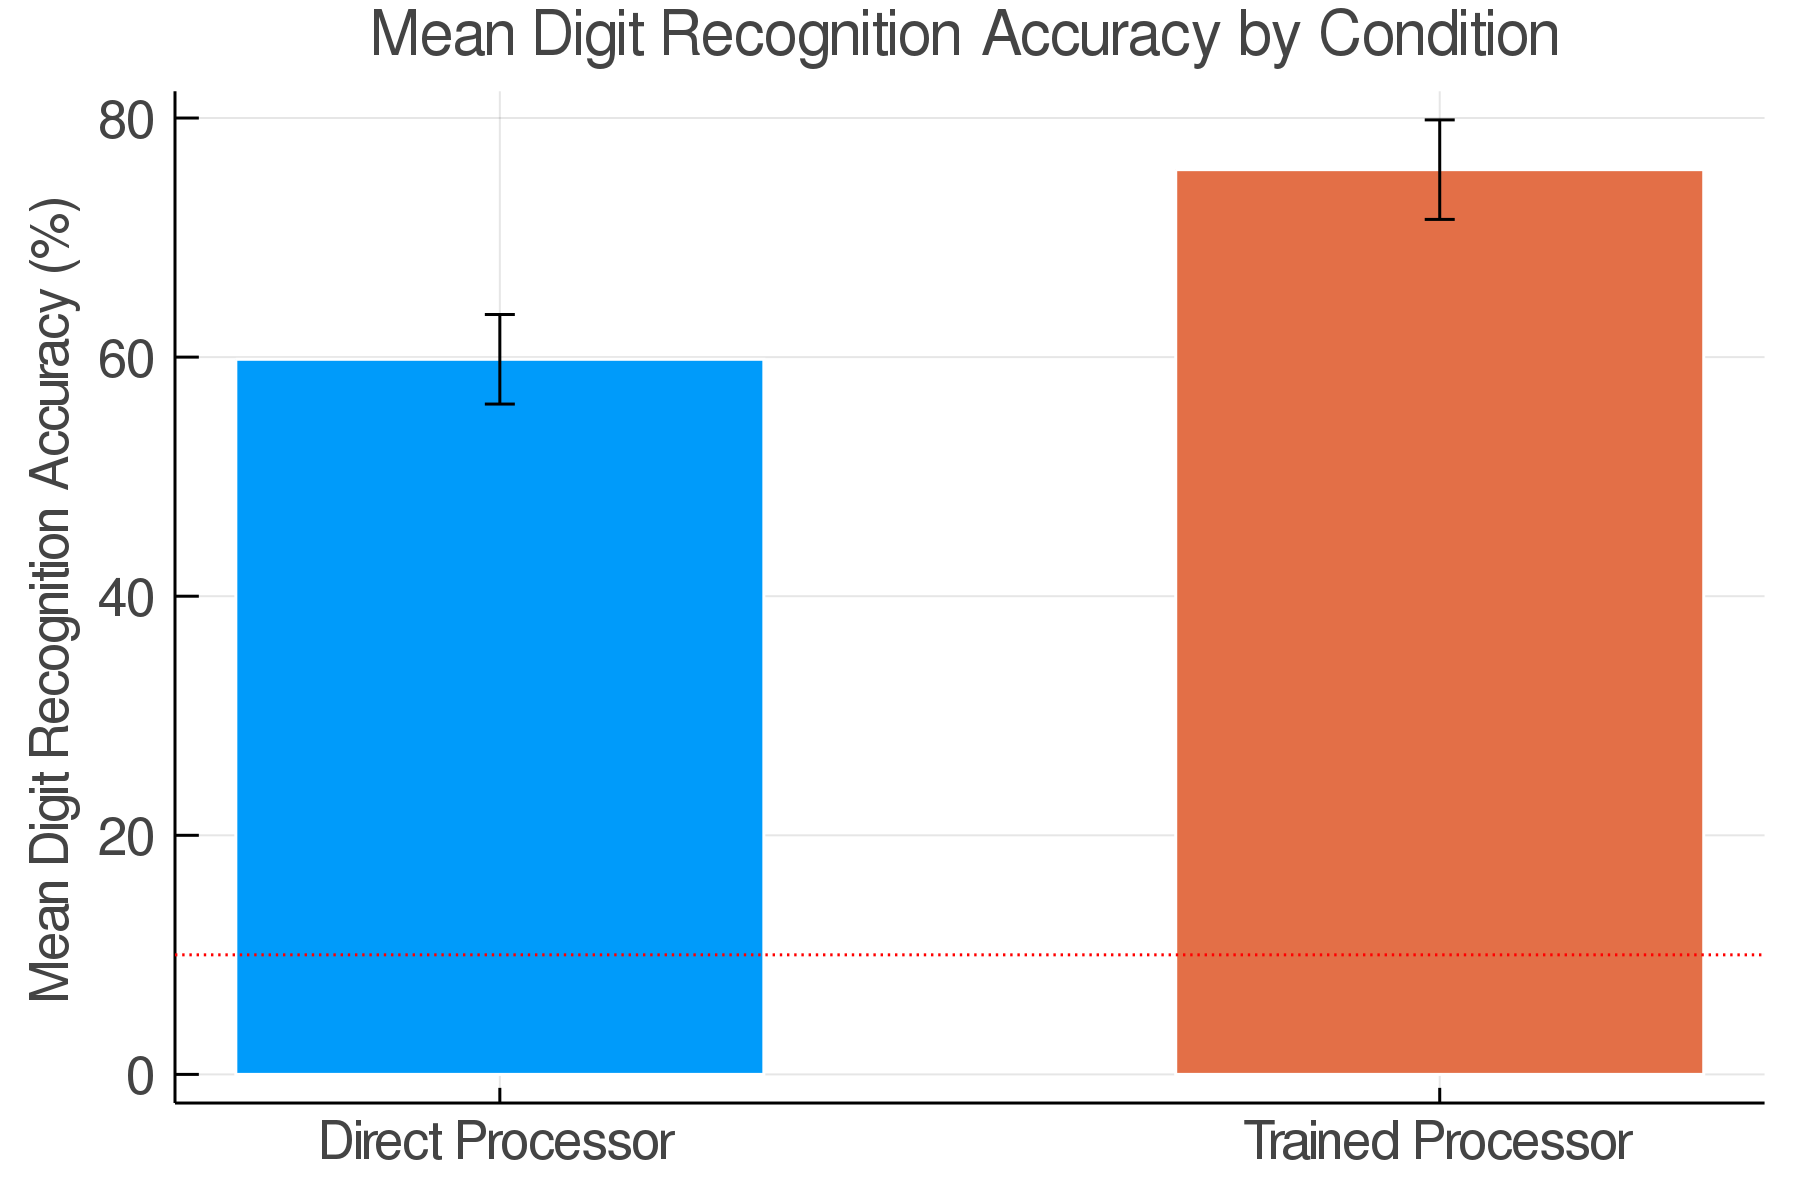 Mean Digit Recognition Accuracy by Condition
Mean Digit Recognition Accuracy (%)
80
60
40
20
0
Direct Processor
Trained Processor